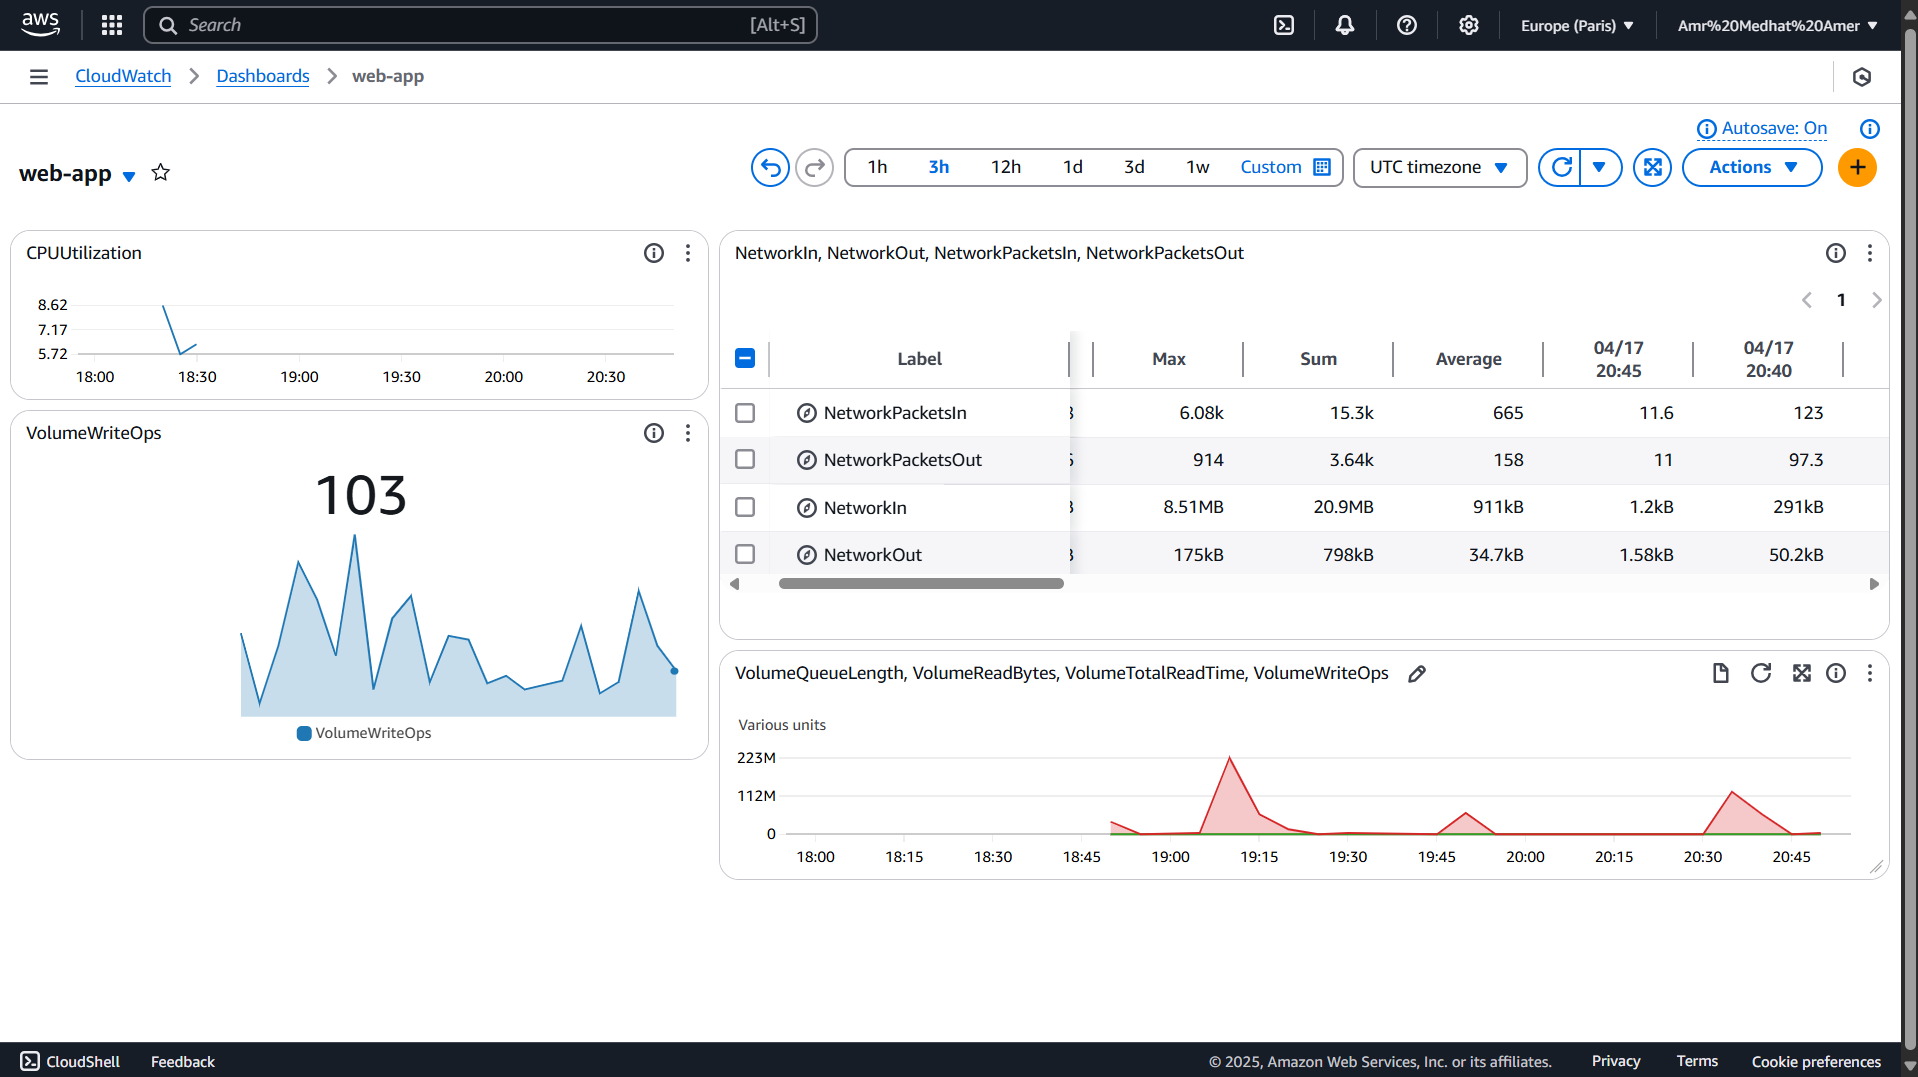 aws
Search [Alt+S]
Europe (Paris)
Amr%20Medhat%20Amer
CloudWatch
Dashboards
web-app
Autosave: On
web-app
1h 3h 12h 1d 3d 1w Custom
UTC timezone
Actions
CPUUtilization
8.62
7.17
5.72
18:00 18:30 19:00 19:30 20:00 20:30
VolumeWriteOps
103
VolumeWriteOps
NetworkIn, NetworkOut, NetworkPacketsIn, NetworkPacketsOut
1
Label Max Sum Average 04/17 20:45 04/17 20:40
NetworkPacketsIn 6.08k 15.3k 665 11.6 123
NetworkPacketsOut 914 3.64k 158 11 97.3
NetworkIn 8.51MB 20.9MB 911kB 1.2kB 291kB
NetworkOut 175kB 798kB 34.7kB 1.58kB 50.2kB
VolumeQueueLength, VolumeReadBytes, VolumeTotalReadTime, VolumeWriteOps
Various units
223M
112M
0
18:00 18:15 18:30 18:45 19:00 19:15 19:30 19:45 20:00 20:15 20:30 20:45
CloudShell
Feedback
© 2025, Amazon Web Services, Inc. or its affiliates.
Privacy
Terms
Cookie preferences